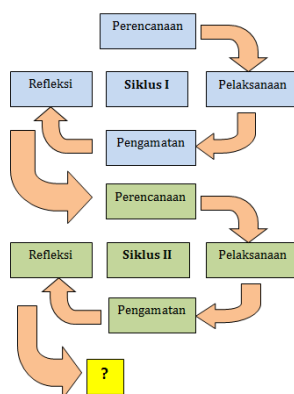 Perencanaan
Refleksi
Siklus I
Pelaksanaan
Pengamatan
Perencanaan
Refleksi
Siklus II
Pelaksanaan
Pengamatan
?